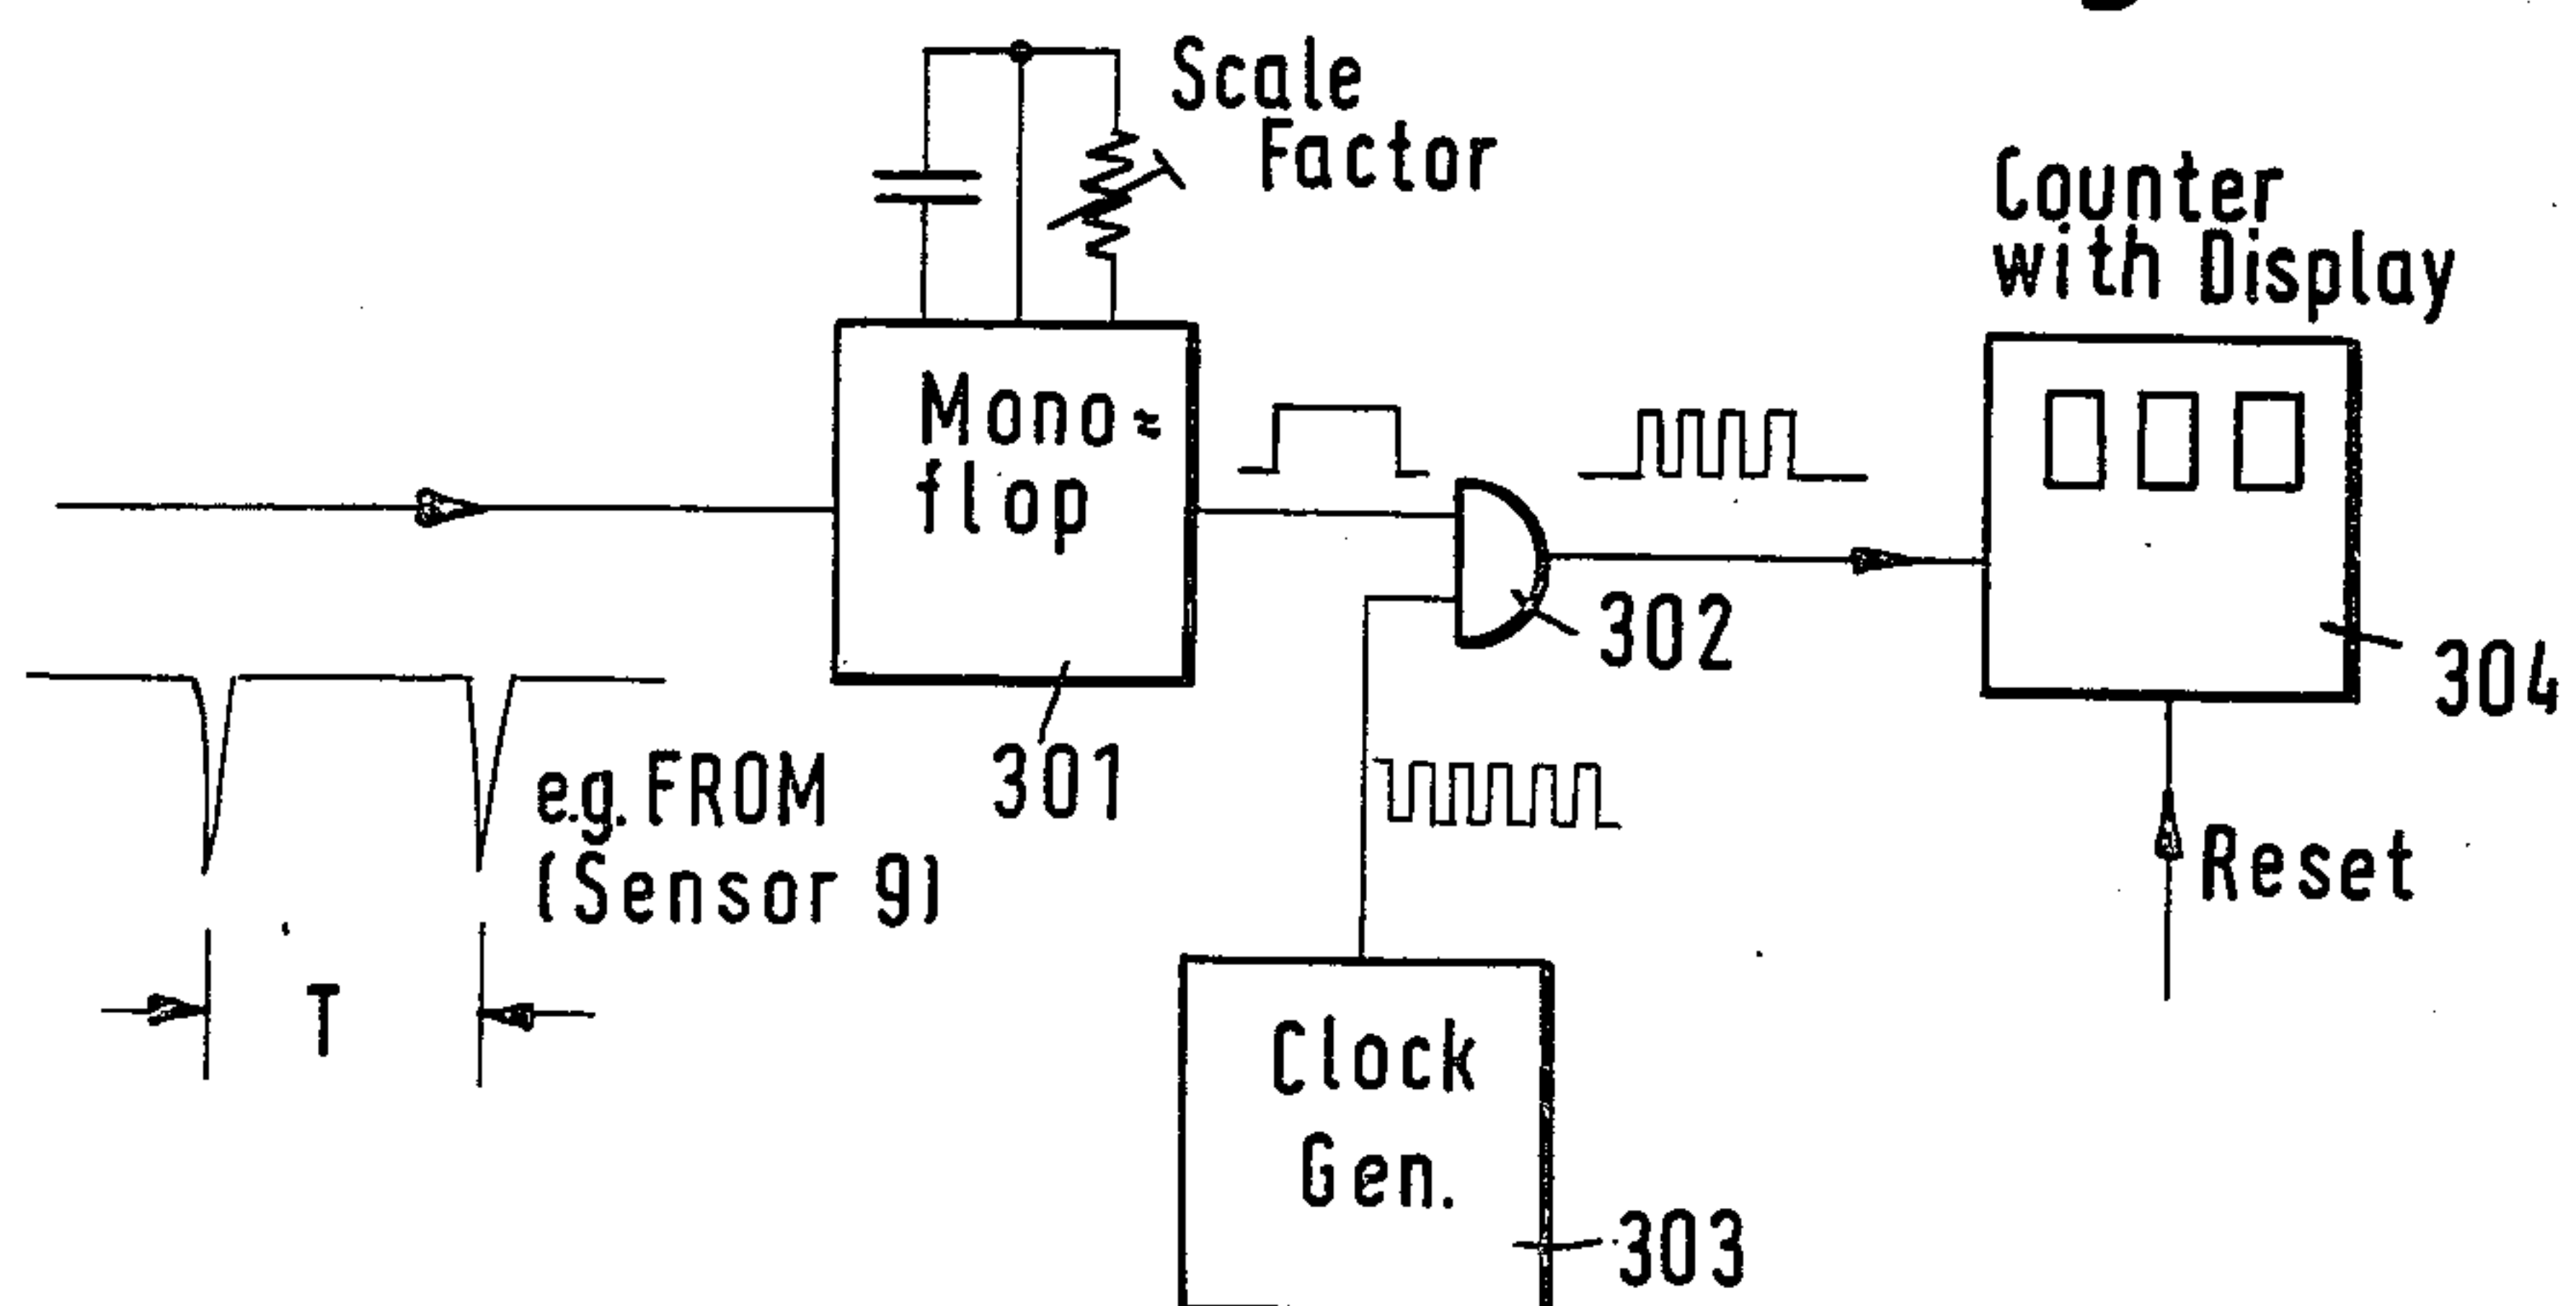 Scale
Factor
Counter
with Display
Mono=
flop
302
304
301
e.g. FROM
(Sensor 9)
Reset
T
Clock
Gen.
303